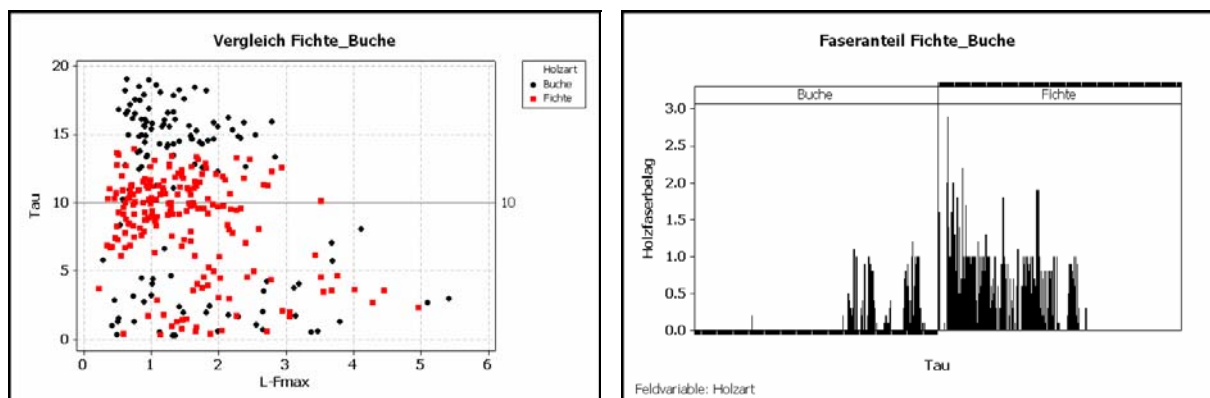 Vergleich Fichte_Buche
20
15
10
5
0
Tau
0 1 2 3 4 5 6
L-Fmax
10
Holzart
Buche
Fichte
Faseranteil Fichte_Buche
Buche Fichte
3.0
2.5
2.0
1.5
1.0
0.5
0.0
Holzfaserbelag
Tau
Feldvariable: Holzart